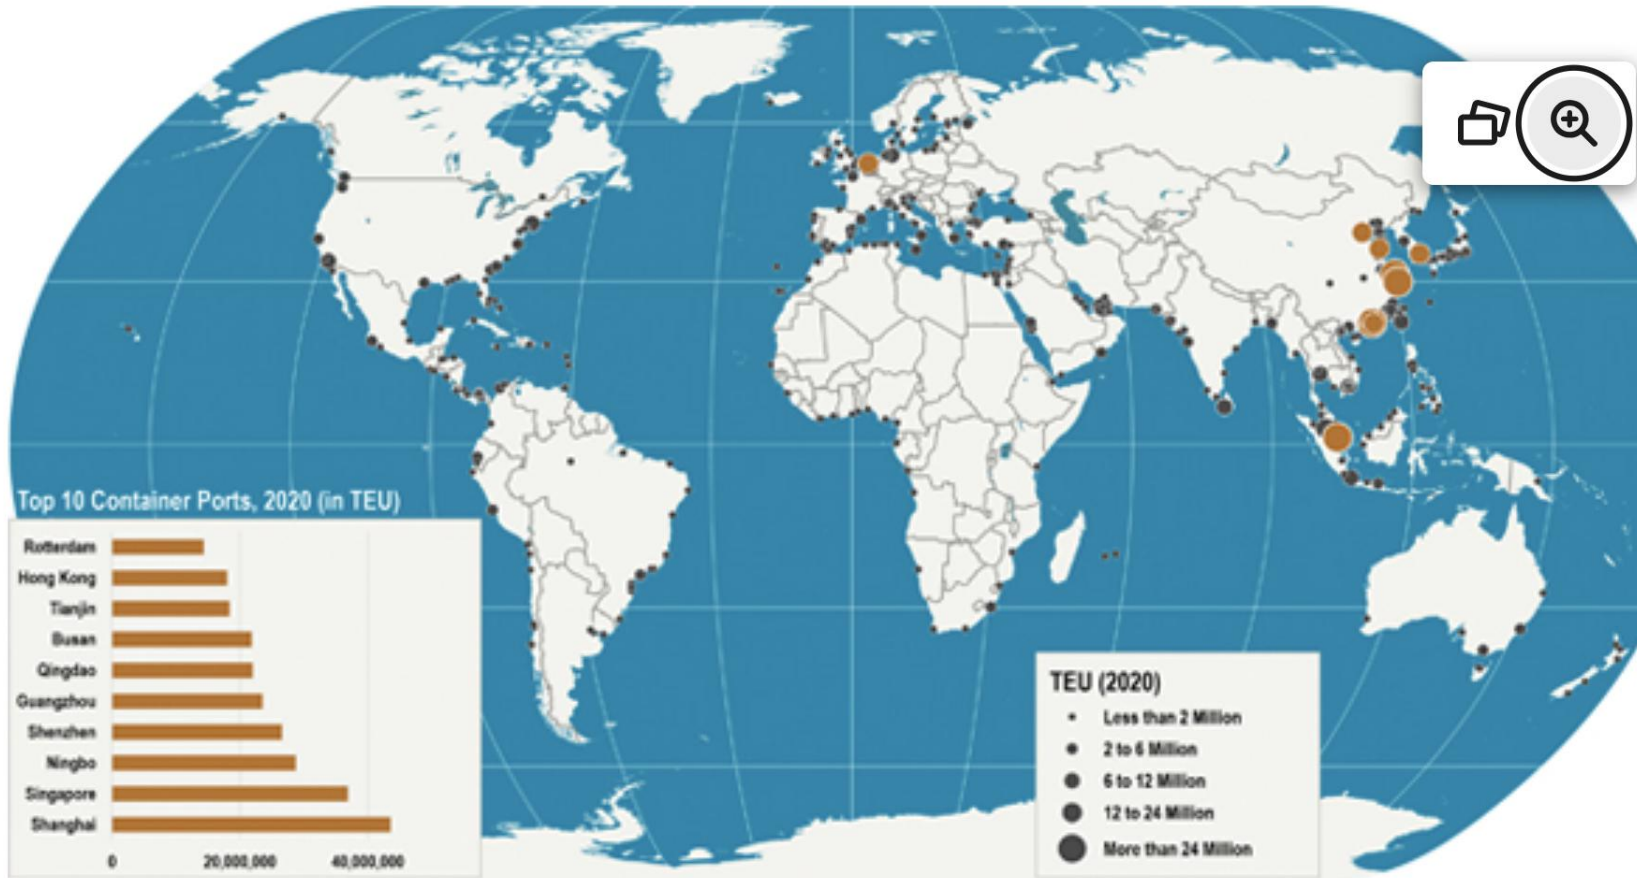 Top 10 Container Ports, 2020 (in TEU)
Rotterdam
Hong Kong
Tianjin
Busan
Qingdao
Guangzhou
Shenzhen
Ningbo
Singapore
Shanghai
0 20,000,000 40,000,000
TEU (2020)
Less than 2 Million
2 to 6 Million
6 to 12 Million
12 to 24 Million
More than 24 Million